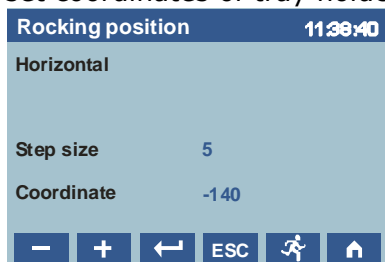 Rocking position 11:38:40
Horizontal
Step size 5
Coordinate -140
ESC